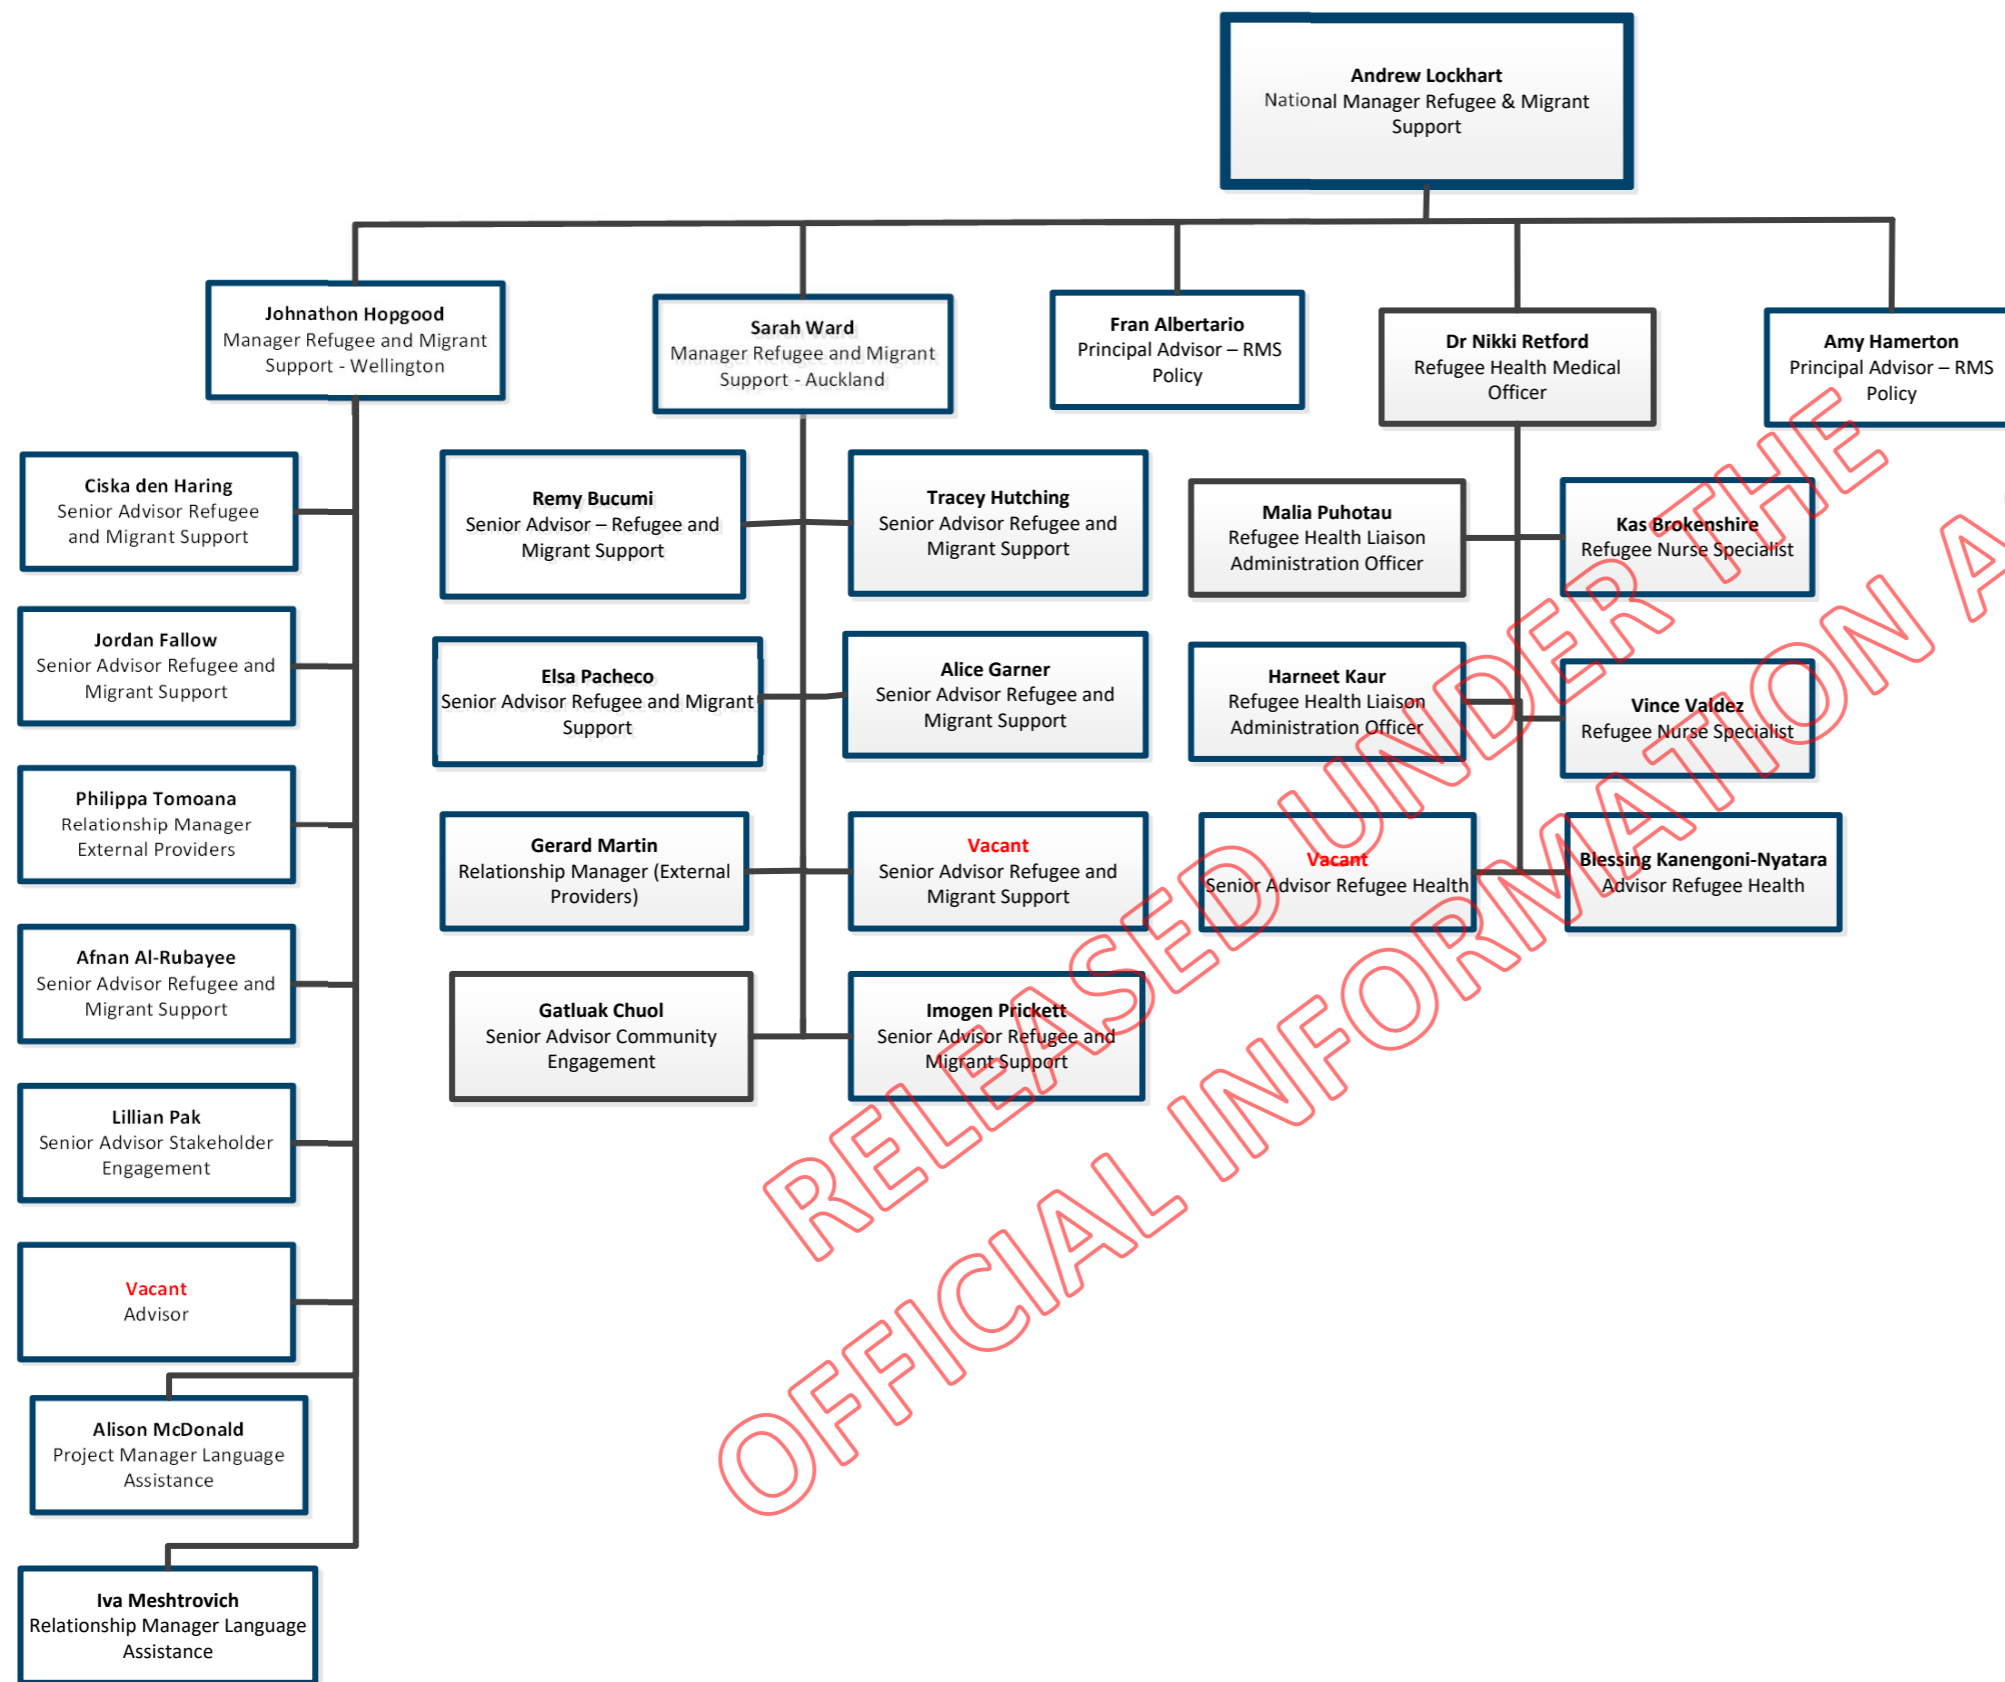 Andrew Lockhart
National Manager Refugee & Migrant
Support
Johnathon Hopgood
Manager Refugee and Migrant
Support - Wellington
Sarah Ward
Manager Refugee and Migrant
Support - Auckland
Fran Albertario
Principal Advisor – RMS
Policy
Dr Nikki Retford
Refugee Health Medical
Officer
Amy Hamerton
Principal Advisor – RMS
Policy
Ciska den Haring
Senior Advisor Refugee
and Migrant Support
Jordan Fallow
Senior Advisor Refugee and
Migrant Support
Philippa Tomoana
Relationship Manager
External Providers
Afnan Al-Rubayee
Senior Advisor Refugee and
Migrant Support
Lillian Pak
Senior Advisor Stakeholder
Engagement
Vacant
Advisor
Alison McDonald
Project Manager Language
Assistance
Iva Meshtrovich
Relationship Manager Language
Assistance
Remy Bucumi
Senior Advisor – Refugee and
Migrant Support
Tracey Hutching
Senior Advisor Refugee and
Migrant Support
Elsa Pacheco
Senior Advisor Refugee and Migrant
Support
Alice Garner
Senior Advisor Refugee and
Migrant Support
Gerard Martin
Relationship Manager (External
Providers)
Vacant
Senior Advisor Refugee and
Migrant Support
Gatluak Chuol
Senior Advisor Community
Engagement
Imogen Prickett
Senior Advisor Refugee and
Migrant Support
Malia Puhotau
Refugee Health Liaison
Administration Officer
Kas Brokenshire
Refugee Nurse Specialist
Harneet Kaur
Refugee Health Liaison
Administration Officer
Vince Valdez
Refugee Nurse Specialist
Vacant
Senior Advisor Refugee Health
Blessing Kanengoni-Nyatara
Advisor Refugee Health
RELEASED UNDER THE
OFFICIAL INFORMATION A